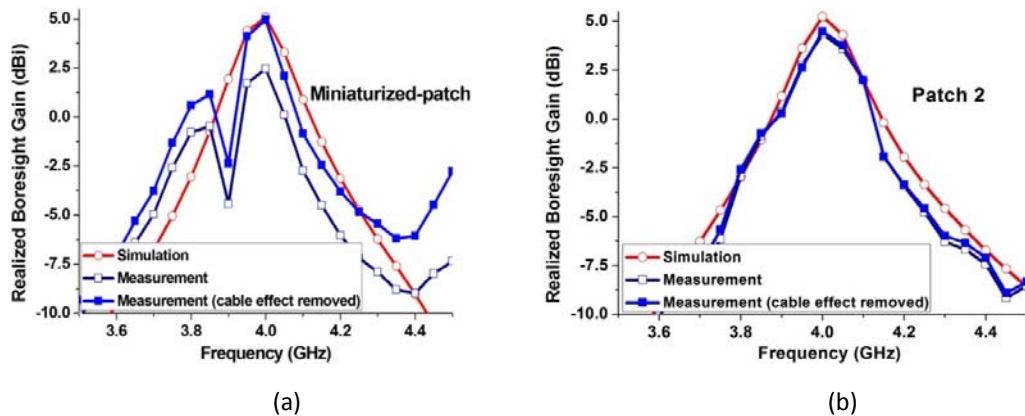 Realized Boresight Gain (dBi)
5.0
2.5
0.0
-2.5
-5.0
-7.5
-10.0
Miniaturized-patch
Simulation
Measurement
Measurement (cable effect removed)
3.6
3.8
4.0
4.2
4.4
Frequency (GHz)
(a)
Realized Boresight Gain (dBi)
5.0
2.5
0.0
-2.5
-5.0
-7.5
-10.0
Patch 2
Simulation
Measurement
Measurement (cable effect removed)
3.6
3.8
4.0
4.2
4.4
Frequency (GHz)
(b)